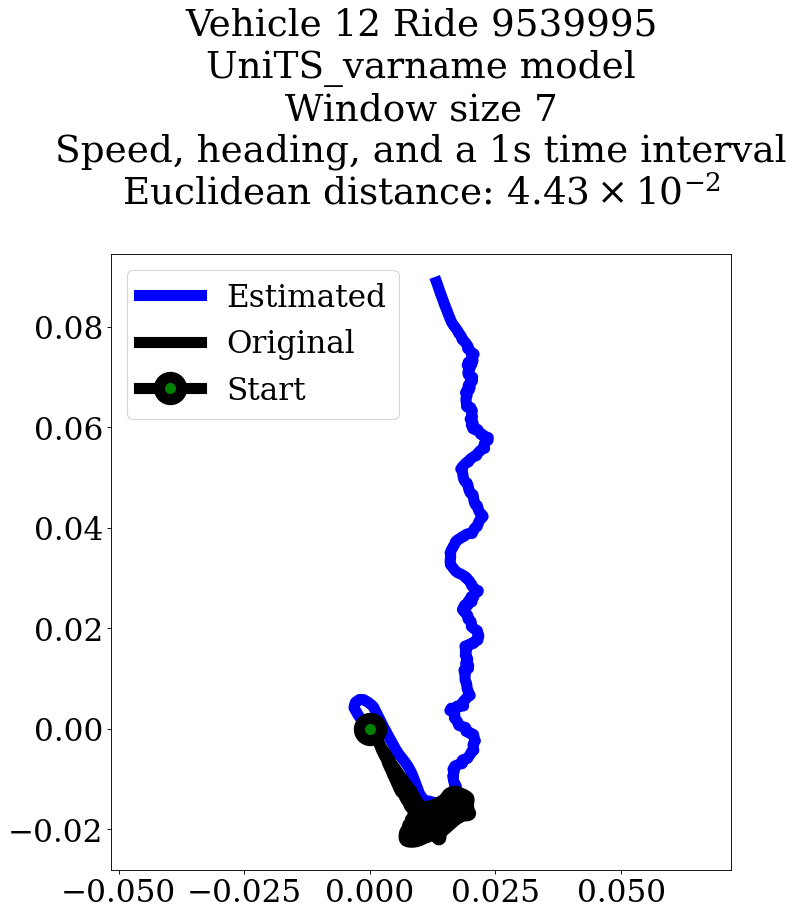 Vehicle 12 Ride 9539995
UniTS_varname model
Window size 7
Speed, heading, and a 1s time interval
Euclidean distance: 4.43 × 10⁻²
Estimated
Original
Start
0.08
0.06
0.04
0.02
0.00
−0.02
−0.050 −0.025 0.000 0.025 0.050